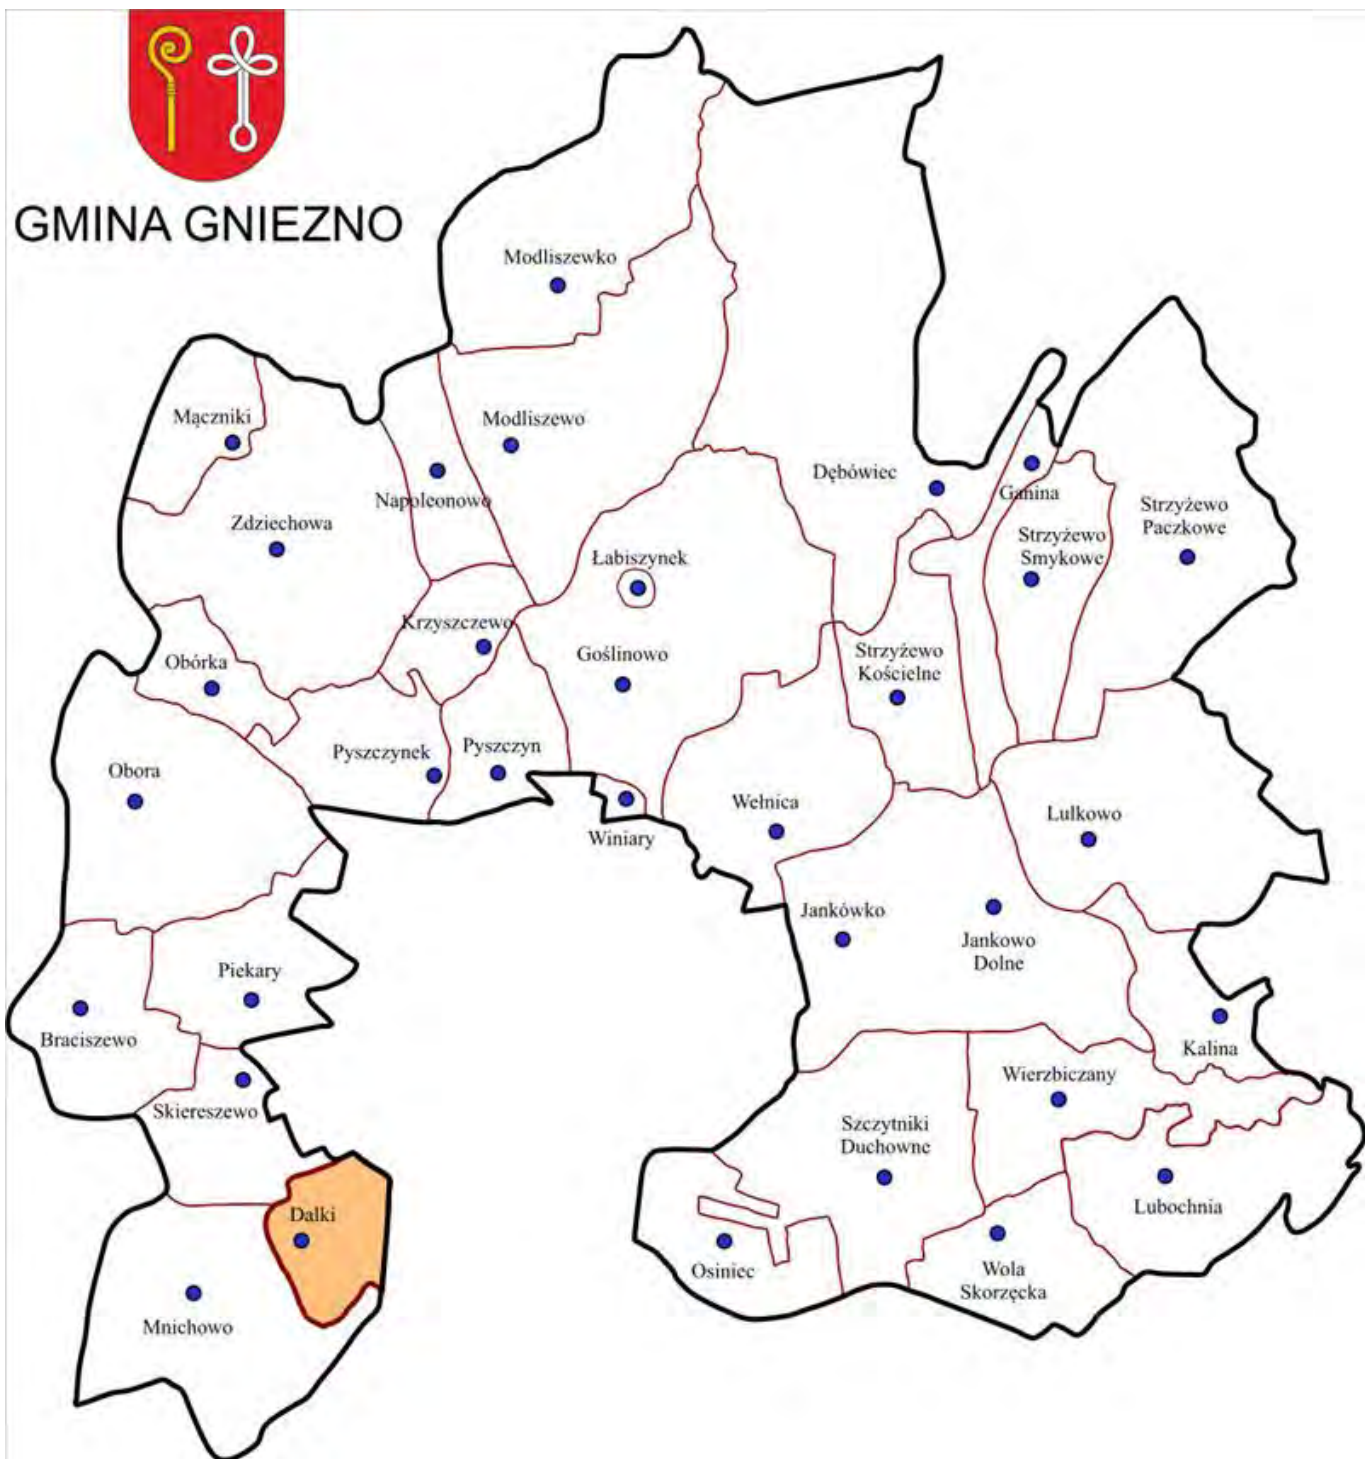 GMINA GNIEZNO
Modliszewko
Mączniki
Modliszewo
Napoleonowo
Dębówiec
Ganina
Strzyżewo
Paczkowe
Zdziechowa
Strzyżewo
Smykowe
Łabiszynek
Krzyszczewo
Obórka
Goślinowo
Strzyżewo
Kościelne
Pyszczynek
Pyszczyn
Obora
Wełnica
Winiary
Lulkowo
Jankówko
Jankowo
Dolne
Piekary
Braciszewo
Kalina
Skiereszewo
Wierzbiczany
Szczytniki
Duchowne
Lubochnia
Dalki
Osiniec
Wola
Skorzęcka
Mnichowo